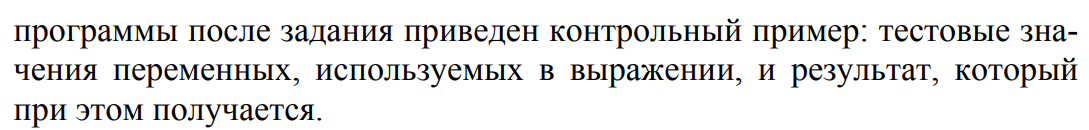 программы после задания приведен контрольный пример: тестовые зна-
чения переменных, используемых в выражении, и результат, который
при этом получается.